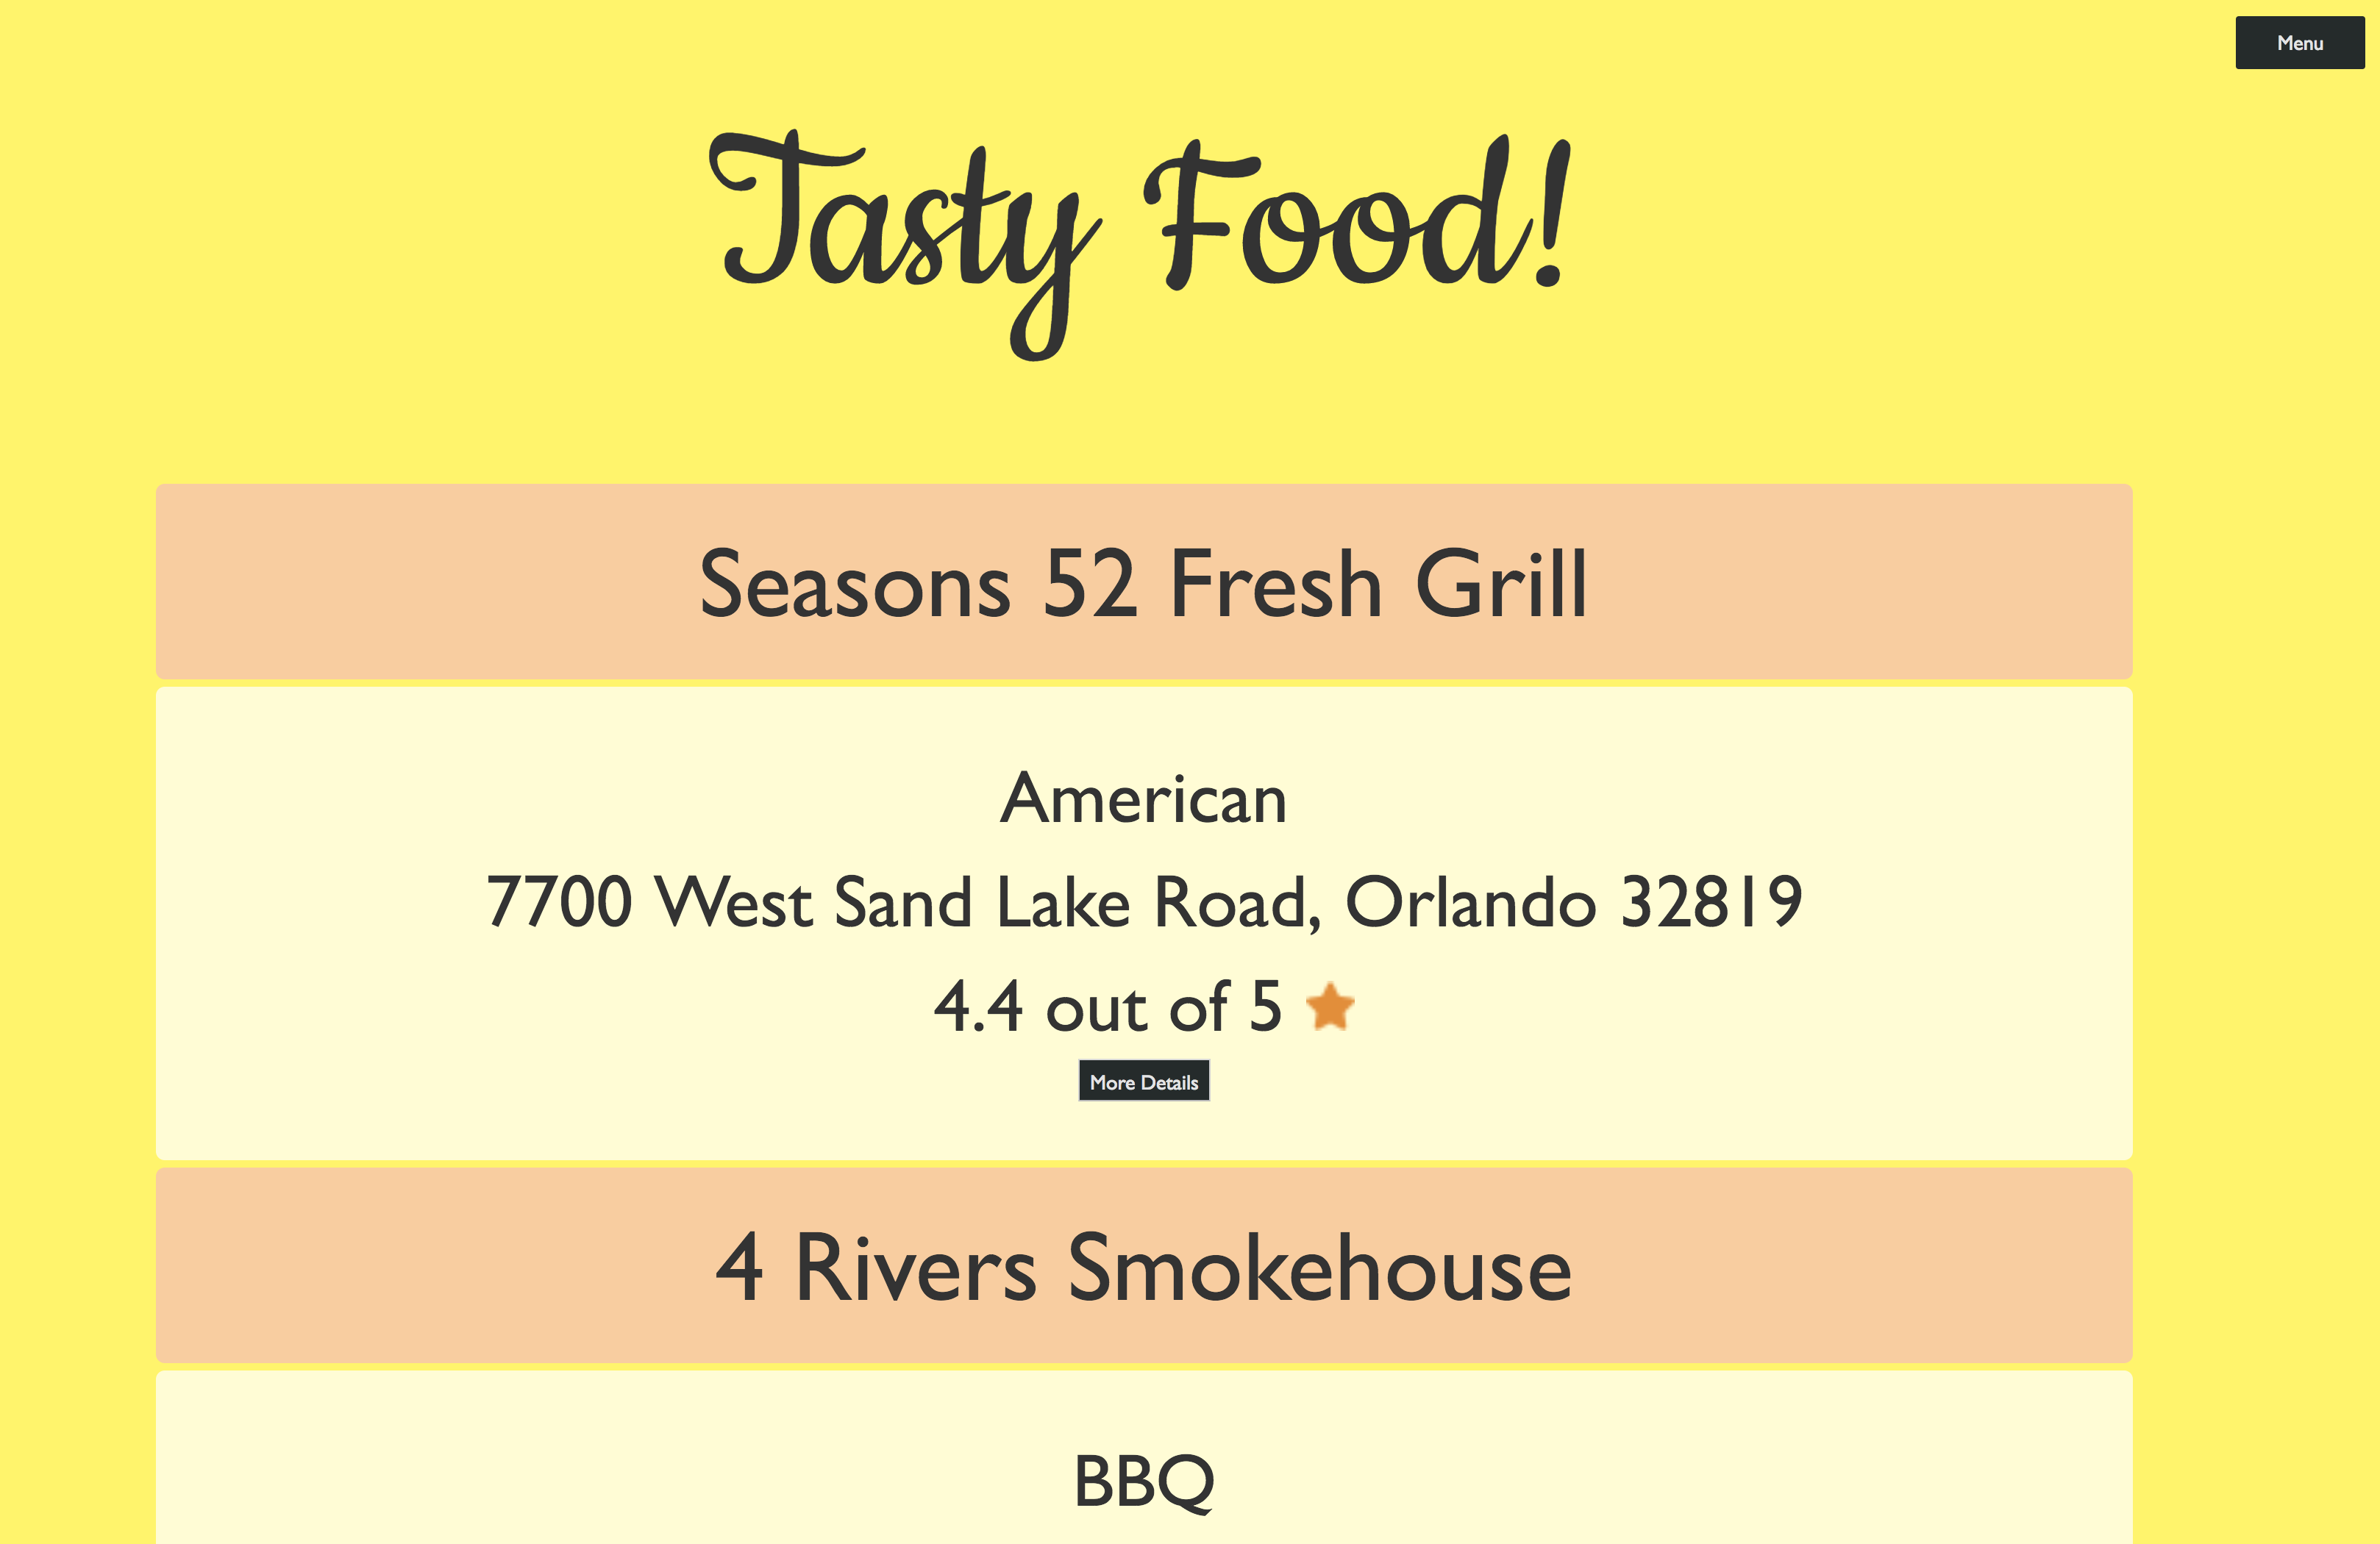 Menu
Tasty Food!
Seasons 52 Fresh Grill
American
7700 West Sand Lake Road, Orlando 32819
4.4 out of 5
More Details
4 Rivers Smokehouse
BBQ